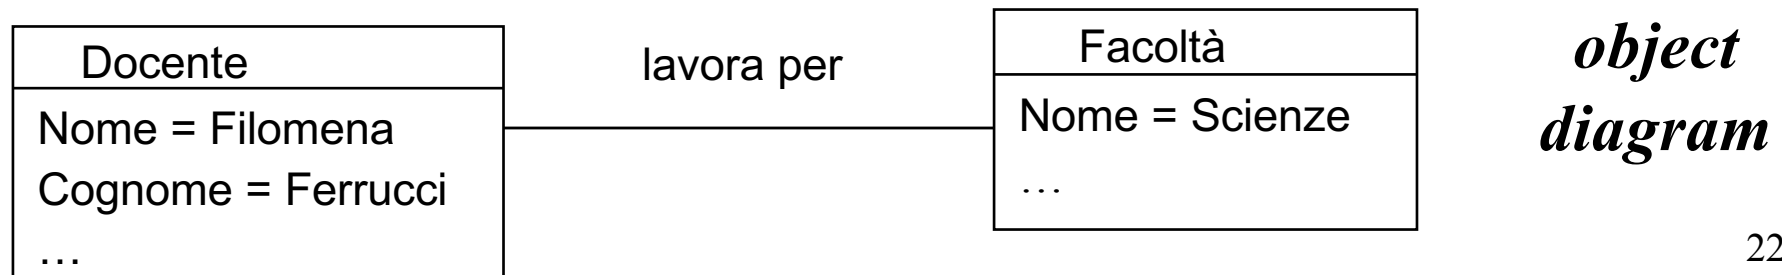 Docente
Nome = Filomena
Cognome = Ferrucci
…
lavora per
Facoltà
Nome = Scienze
…
object
diagram
22